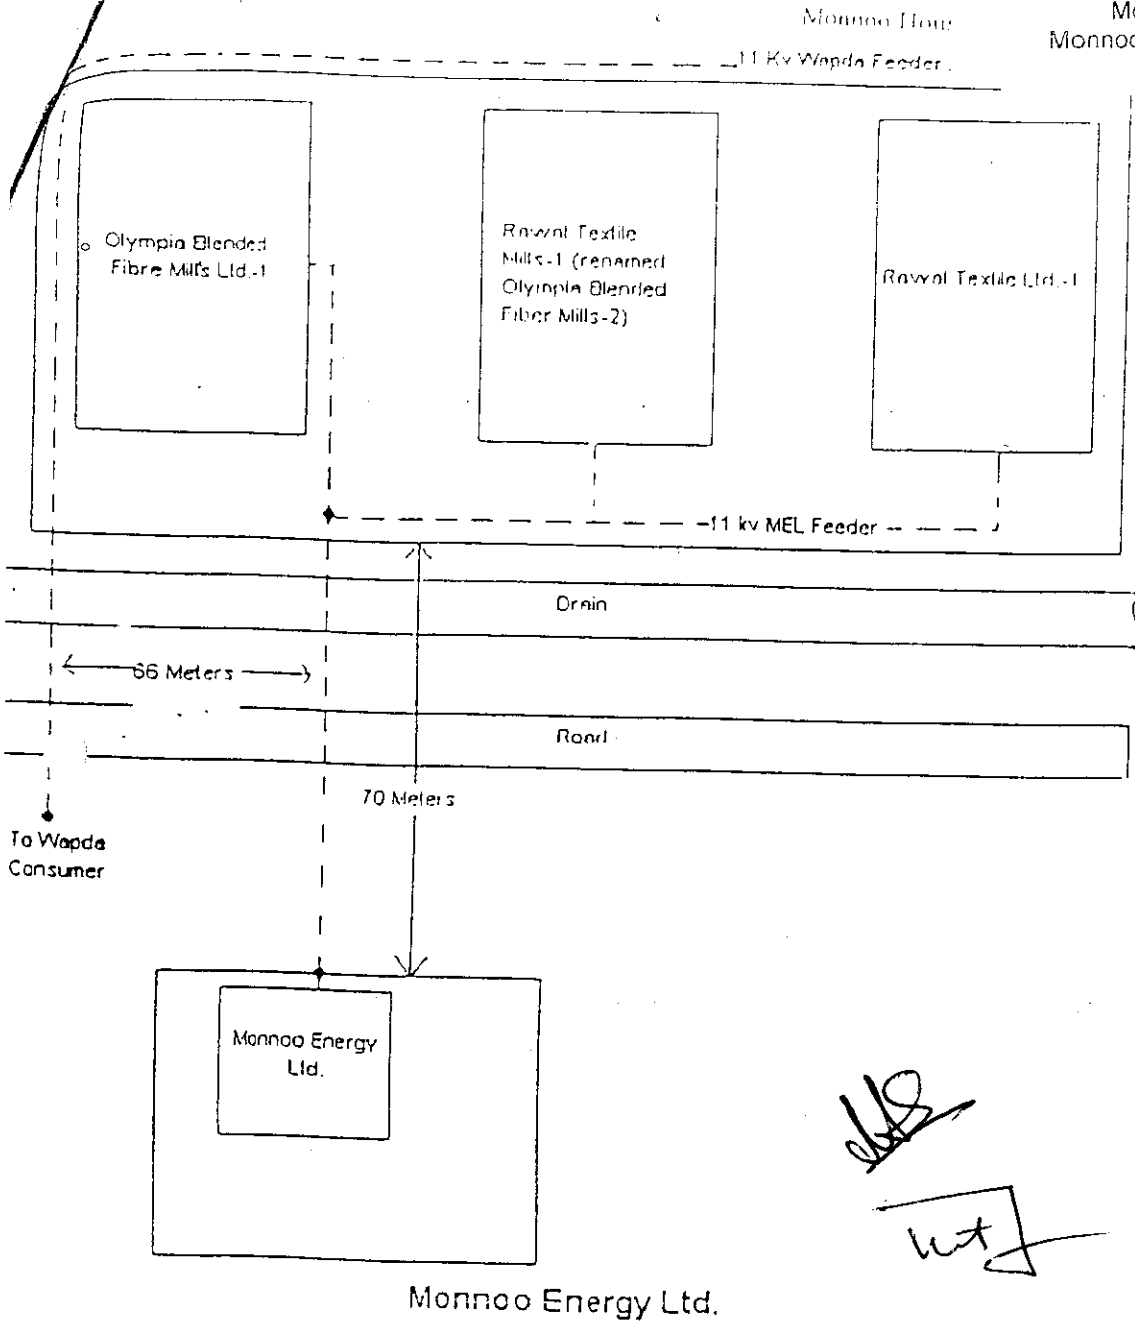 Monnoo Hous
Monnoo
11 Kv Wapda Feeder
Olympia Blended
Fibre Mills Ltd.-1
Rawal Textile
Mills-1 (renamed
Olympia Blended
Fiber Mills-2)
Rawal Textile Ltd.-1
11 kv MEL Feeder
Drain
66 Meters
Road
70 Meters
To Wapda
Consumer
Monnoo Energy
Ltd.
Monnoo Energy Ltd.